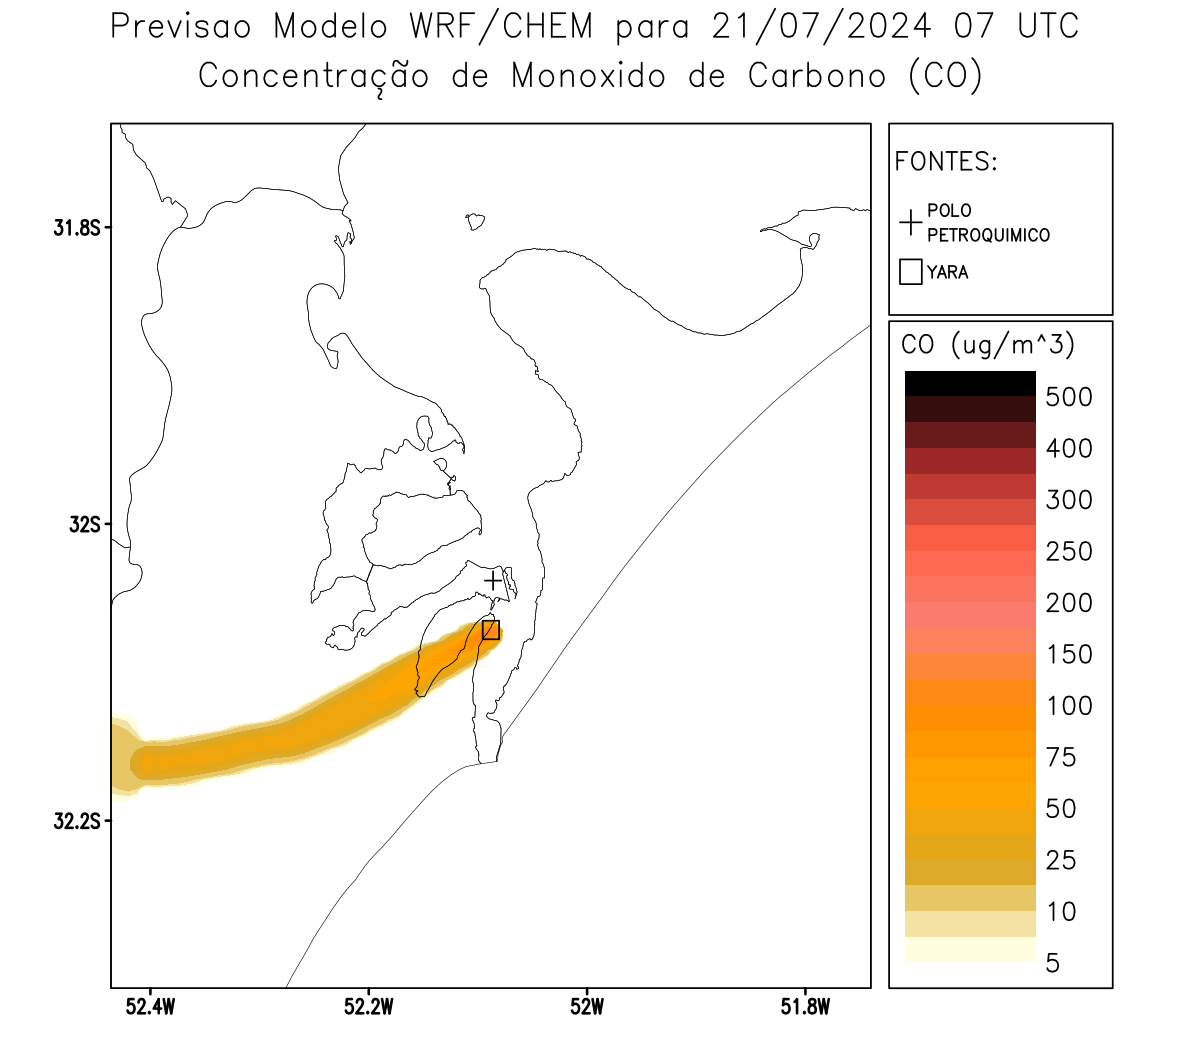 Previsao Modelo WRF/CHEM para 21/07/2024 07 UTC
Concentração de Monoxido de Carbono (CO)
FONTES:
POLO
PETROQUIMICO
YARA
CO (ug/m^3)
500
400
300
250
200
150
100
75
50
25
10
5
31.8S
32S
32.2S
52.4W
52.2W
52W
51.8W